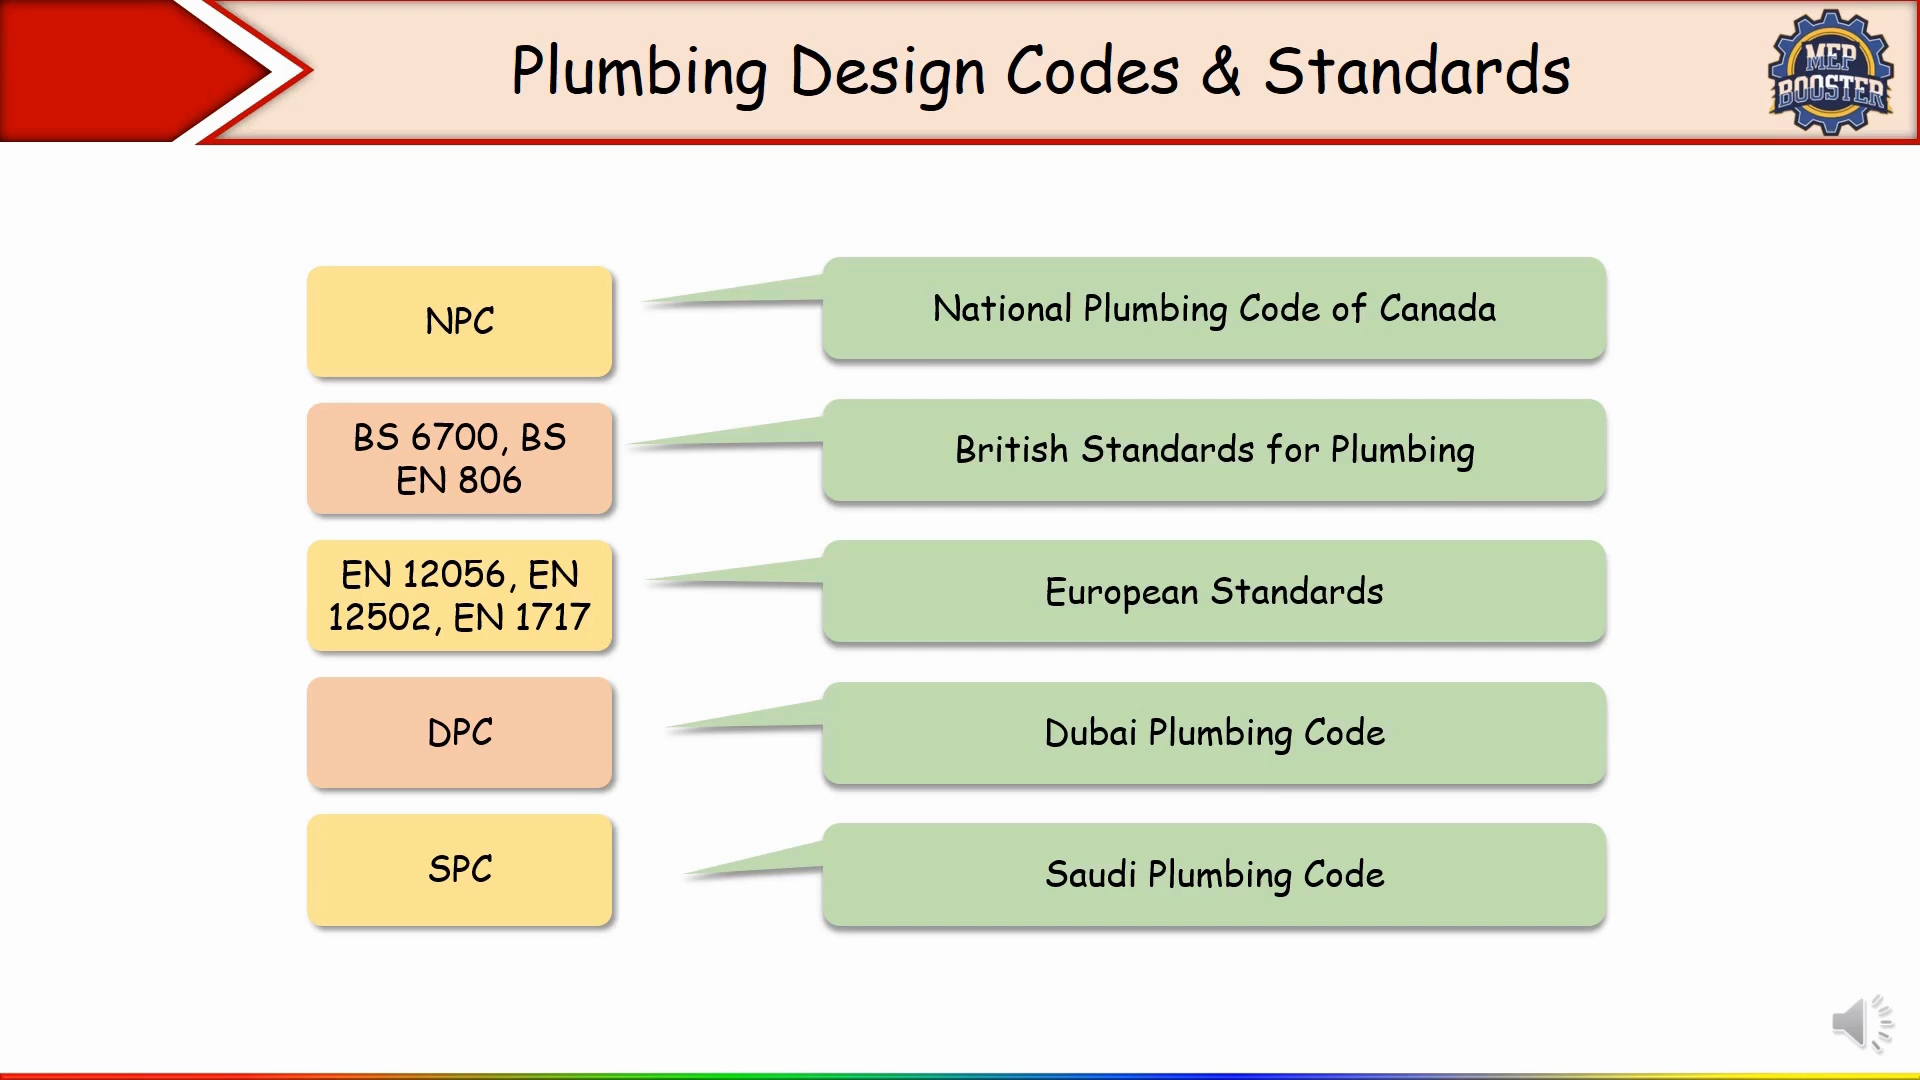 Plumbing Design Codes & Standards
MEP
BOOSTER
NPC
National Plumbing Code of Canada
BS 6700, BS
EN 806
British Standards for Plumbing
EN 12056, EN
12502, EN 1717
European Standards
DPC
Dubai Plumbing Code
SPC
Saudi Plumbing Code